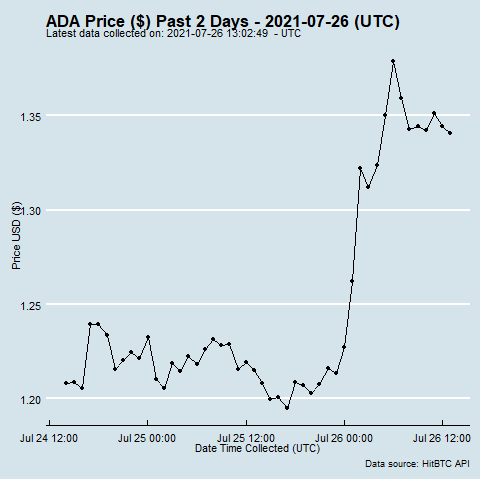 ADA Price ($) Past 2 Days - 2021-07-26 (UTC)
Latest data collected on: 2021-07-26 13:02:49 - UTC
Price USD ($)
1.35
1.30
1.25
1.20
Jul 24 12:00 Jul 25 00:00 Jul 25 12:00 Jul 26 00:00 Jul 26 12:00
Date Time Collected (UTC)
Data source: HitBTC API